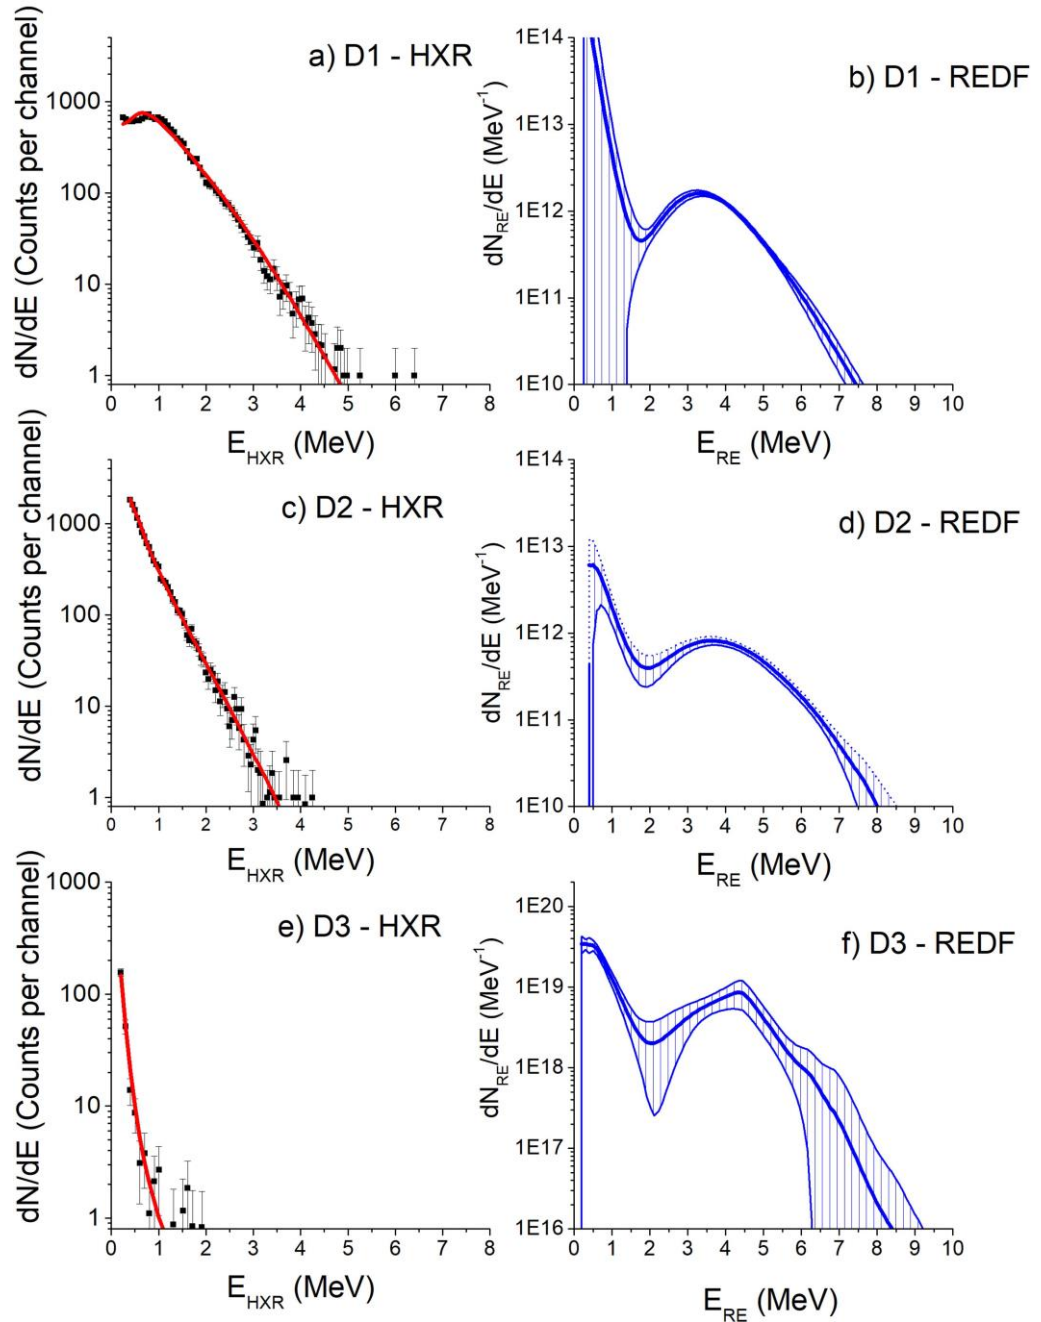 a) D1 - HXR
dN/dE (Counts per channel)
1000
100
10
1
0 1 2 3 4 5 6 7 8
E_HXR (MeV)
b) D1 - REDF
dN_RE/dE (MeV^-1)
1E14
1E13
1E12
1E11
1E10
0 1 2 3 4 5 6 7 8 9 10
E_RE (MeV)
c) D2 - HXR
dN/dE (Counts per channel)
1000
100
10
1
0 1 2 3 4 5 6 7 8
E_HXR (MeV)
d) D2 - REDF
dN_RE/dE (MeV^-1)
1E14
1E13
1E12
1E11
1E10
0 1 2 3 4 5 6 7 8 9 10
E_RE (MeV)
e) D3 - HXR
dN/dE (Counts per channel)
1000
100
10
1
0 1 2 3 4 5 6 7 8
E_HXR (MeV)
f) D3 - REDF
dN_RE/dE (MeV^-1)
1E20
1E19
1E18
1E17
1E16
0 1 2 3 4 5 6 7 8 9 10
E_RE (MeV)